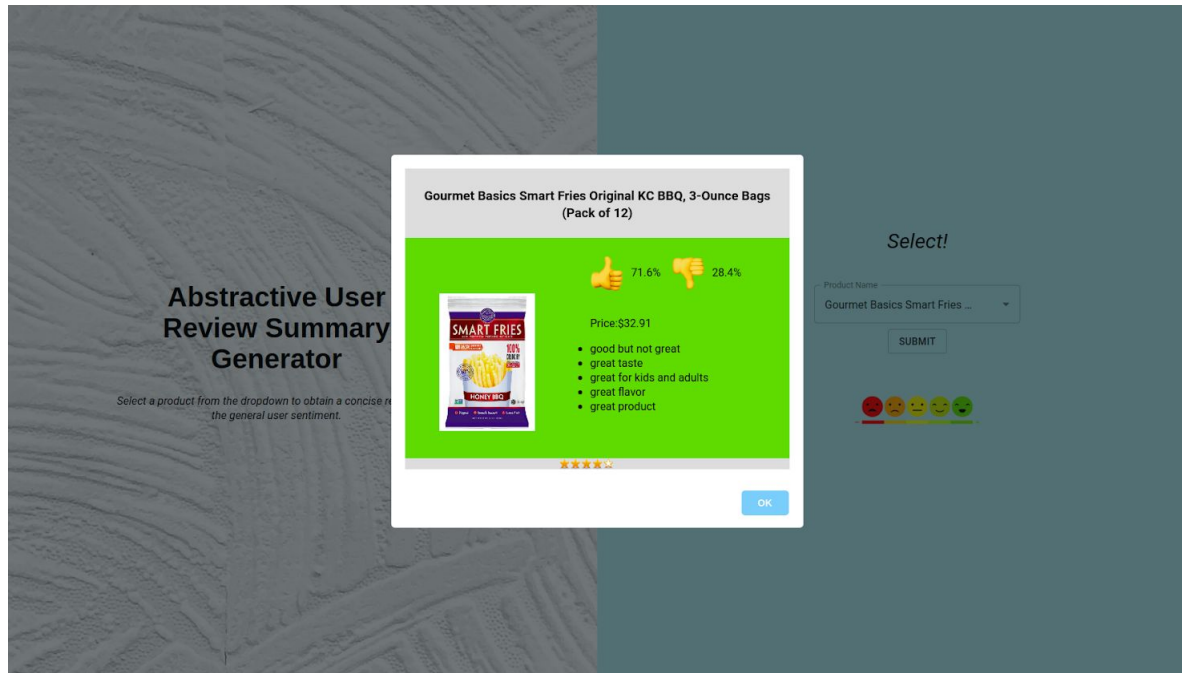 Abstractive User
Review Summary
Generator
Select a product from the dropdown to obtain a concise re
the general user sentiment.
Gourmet Basics Smart Fries Original KC BBQ, 3-Ounce Bags
(Pack of 12)
71.6%
28.4%
SMART FRIES
100%
HONEY BBQ
Price:$32.91
good but not great
great taste
great for kids and adults
great flavor
great product
OK
Select!
Product Name
Gourmet Basics Smart Fries ...
SUBMIT